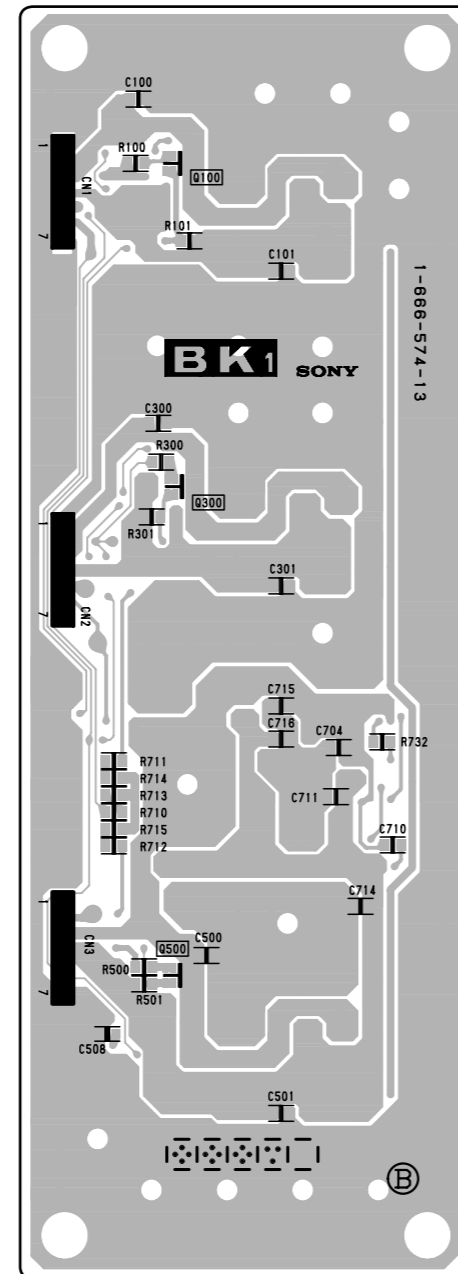 C100
1
R100
CN1
Q100
R101
7
C101
1-666-574-13
BK1 SONY
C300
R300
Q300
1
R301
C301
7
CN2
C715
C716
C704
R732
R711
R714
R713
C711
R710
R715
C710
R712
C714
1
CN3
C500
Q500
R500
R501
7
C508
C501
B